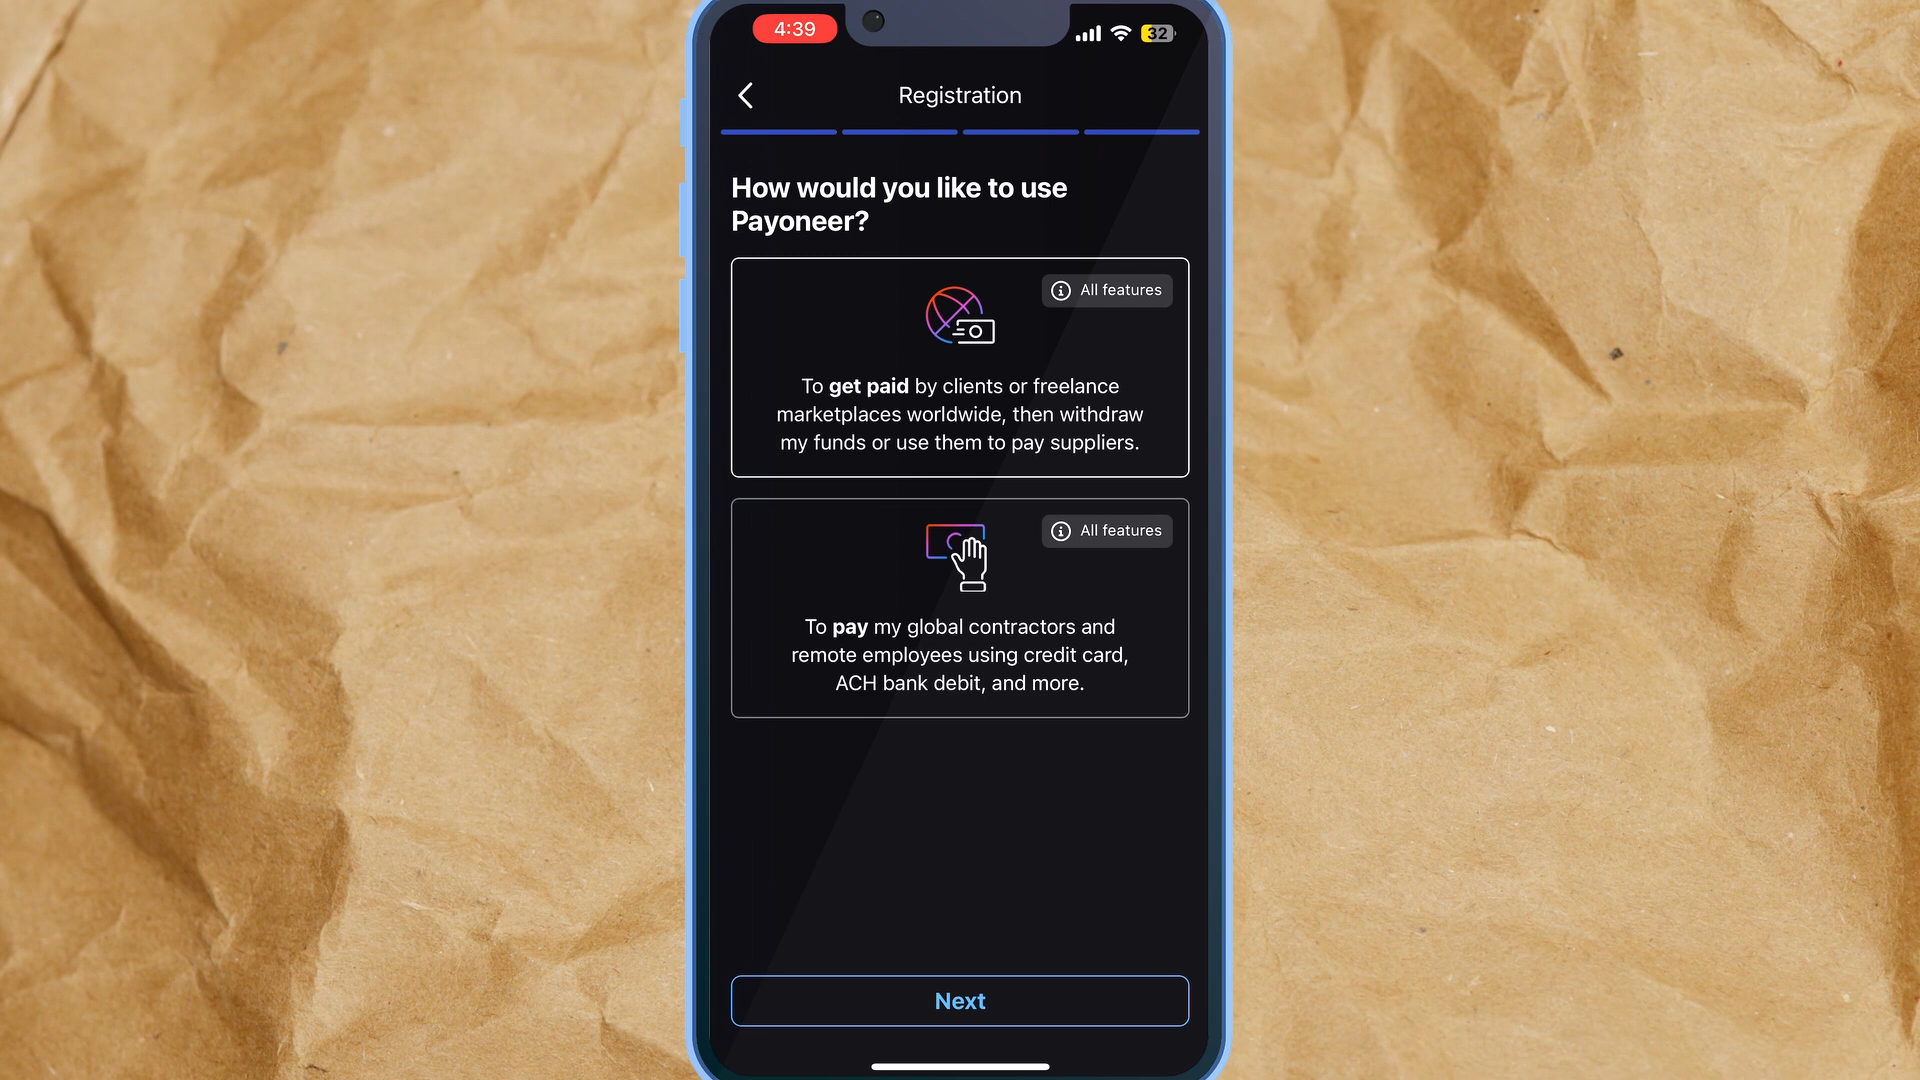 4:39
32
Registration
How would you like to use
Payoneer?
All features
To get paid by clients or freelance
marketplaces worldwide, then withdraw
my funds or use them to pay suppliers.
All features
To pay my global contractors and
remote employees using credit card,
ACH bank debit, and more.
Next